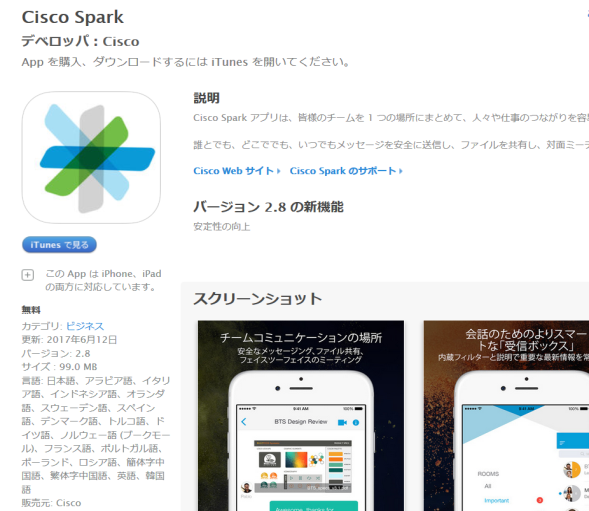 Cisco Spark
デベロッパ : Cisco
App を購入、ダウンロードするには iTunes を開いてください。
説明
Cisco Spark アプリは、皆様のチームを 1 つの場所にまとめて、人々や仕事のつながりを容
誰とでも、どこででも、いつでもメッセージを安全に送信し、ファイルを共有し、対面ミーテ
Cisco Web サイト Cisco Spark のサポート
バージョン 2.8 の新機能
安定性の向上
iTunes で見る
この App は iPhone、iPad
の両方に対応しています。
無料
カテゴリ: ビジネス
更新: 2017年6月12日
バージョン: 2.8
サイズ : 99.0 MB
言語: 日本語、アラビア語、イタリ
ア語、インドネシア語、オランダ
語、スウェーデン語、スペイン
語、デンマーク語、トルコ語、ド
イツ語、ノルウェー語 (ブークモー
ル)、フランス語、ポルトガル語、
ポーランド、ロシア語、簡体字中
国語、繁体字中国語、英語、韓国
語
販売元: Cisco
スクリーンショット
チームコミュニケーションの場所
安全なメッセージング、ファイル共有、
フェイスツーフェイスのミーティング
9:41 AM 100%
BTS Design Review
Awesome, thanks for
会話のためのよりスマー
トな「受信ボックス」
内蔵フィルターと説明で重要な最新情報を常
9:41 AM 100%
ROOMS
All
Important